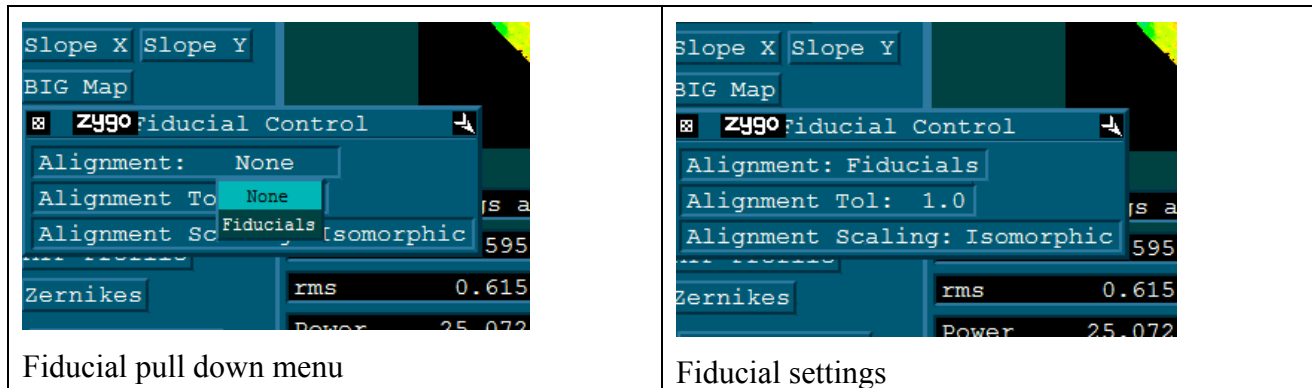 Slope X Slope Y
BIG Map
zygo Fiducial Control
Alignment: None
Alignment To None
Fiducials
Alignment Sc Isomorphic
595
Zernikes
rms 0.615
Power 25.072
Fiducial pull down menu
Slope X Slope Y
BIG Map
zygo Fiducial Control
Alignment: Fiducials
Alignment Tol: 1.0
Alignment Scaling: Isomorphic
595
Zernikes
rms 0.615
Power 25.072
Fiducial settings